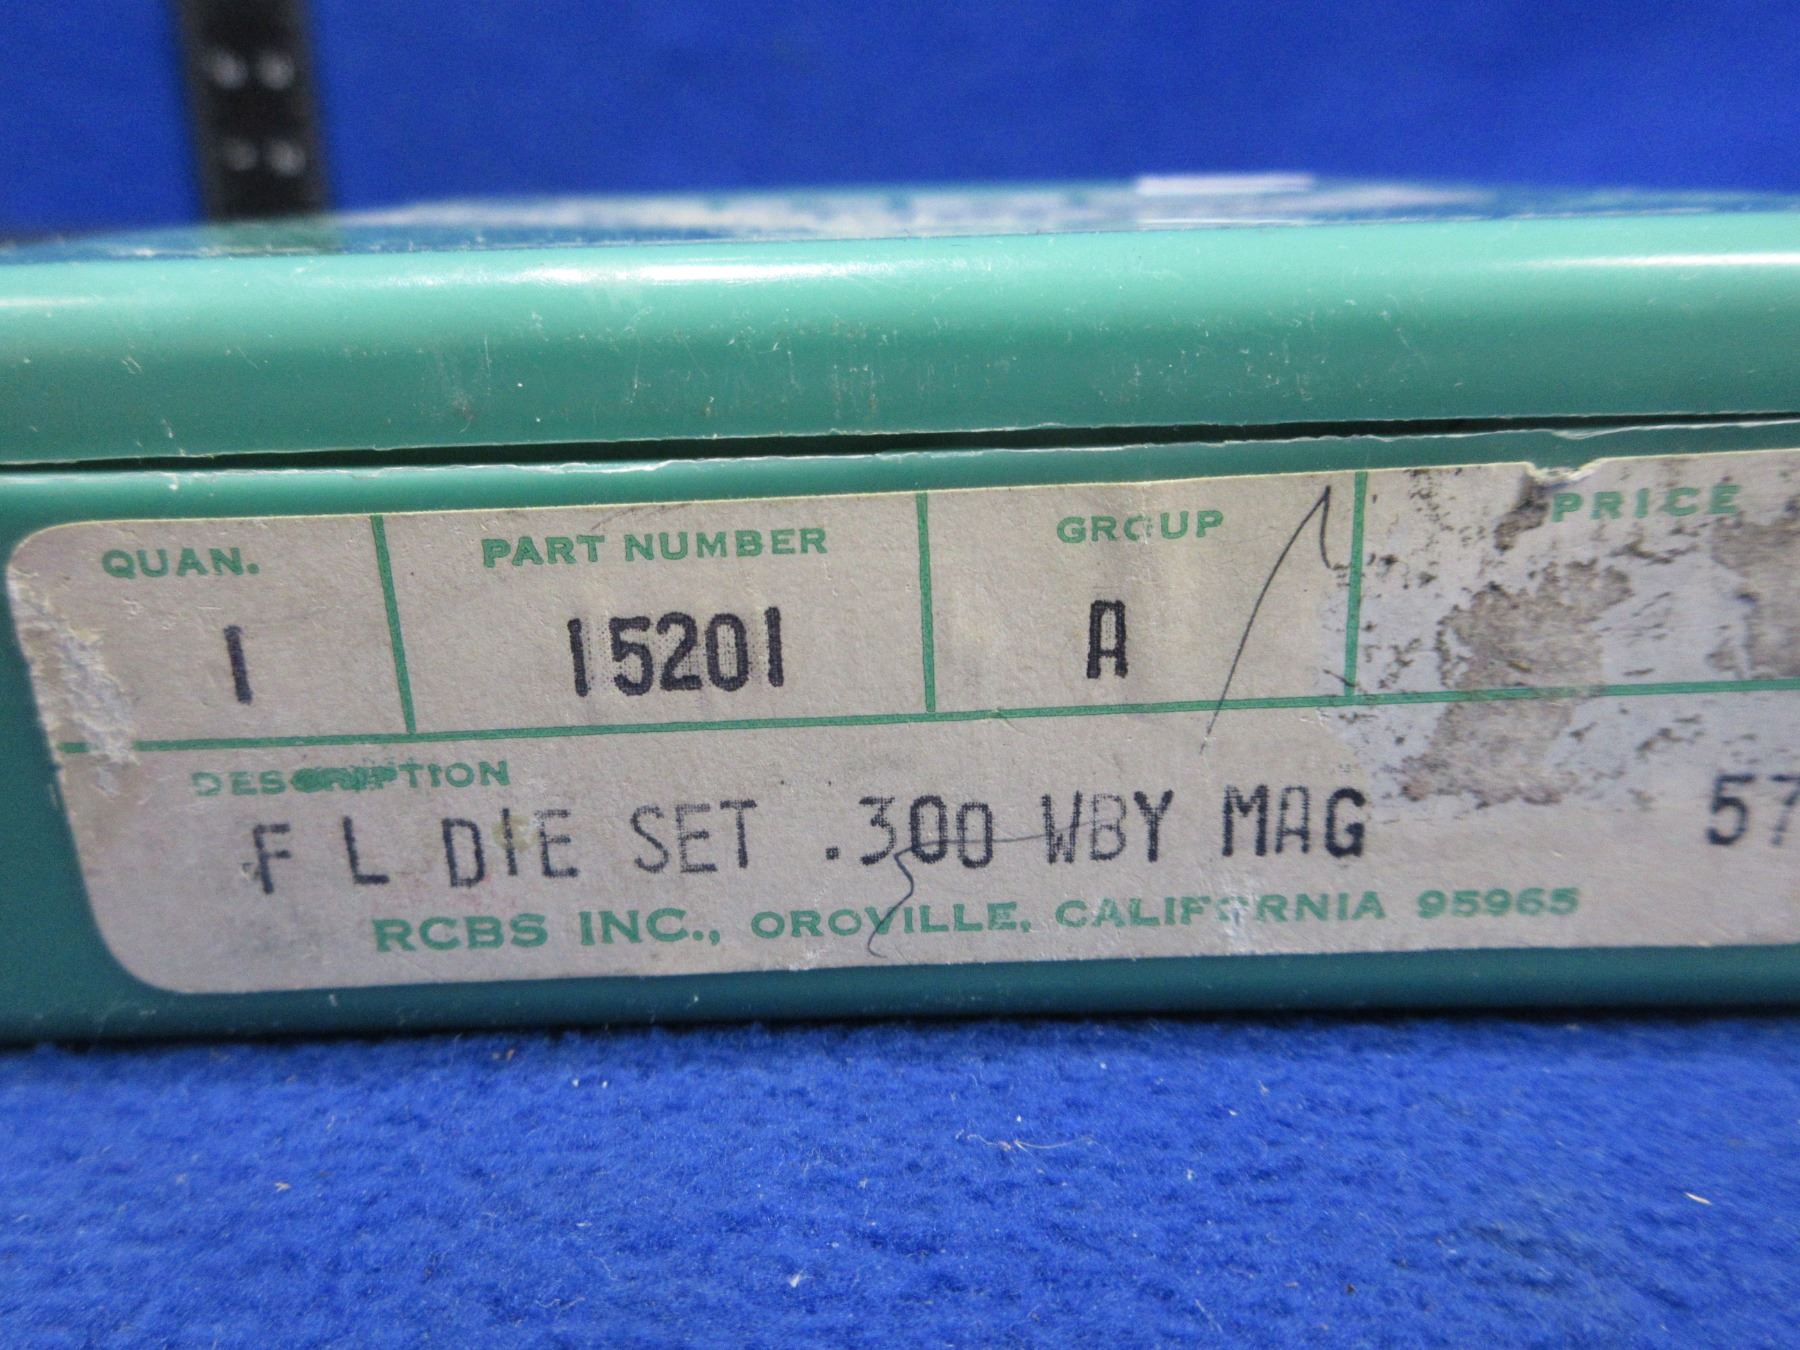 QUAN. PART NUMBER GROUP PRICE
1 15201 A
DESCRIPTION
F L DIE SET .300 WBY MAG 57
RCBS INC., OROVILLE, CALIFORNIA 95965